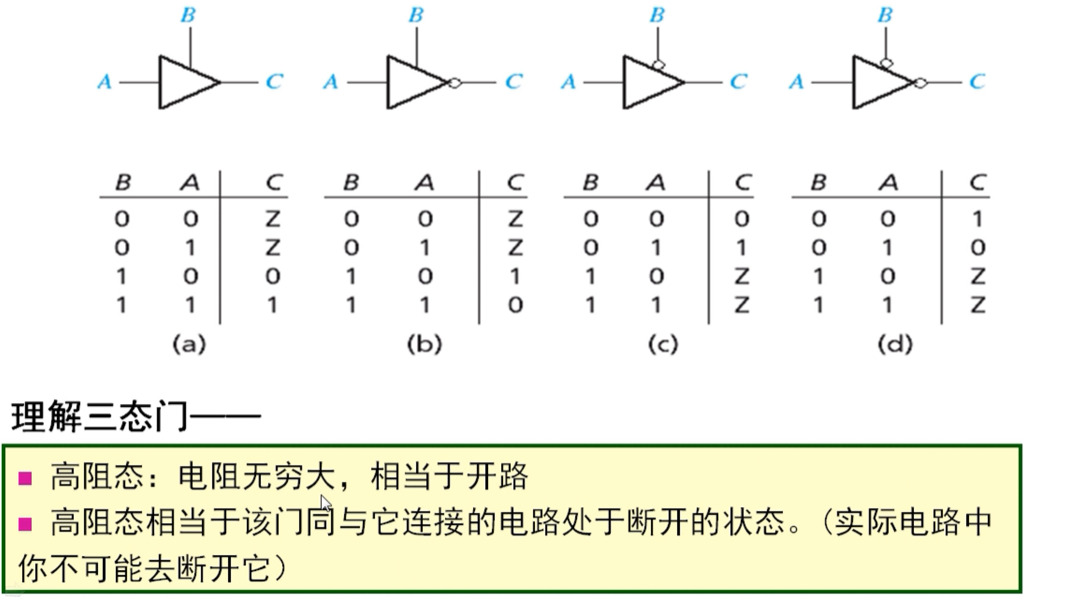 B B B B
A C A C A C A C
B A C B A C B A C B A C
0 0 Z 0 0 Z 0 0 0 0 0 1
0 1 Z 0 1 Z 0 1 1 0 1 0
1 0 0 1 0 1 1 0 Z 1 0 Z
1 1 1 1 1 0 1 1 Z 1 1 Z
(a) (b) (c) (d)
理解三态门——
■ 高阻态：电阻无穷大，相当于开路
■ 高阻态相当于该门同与它连接的电路处于断开的状态。（实际电路中
你不可能去断开它）